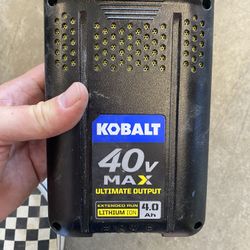 KOBALT
40V
MAX
ULTIMATE OUTPUT
EXTENDED RUN
LITHIUM ION
4.0
Ah